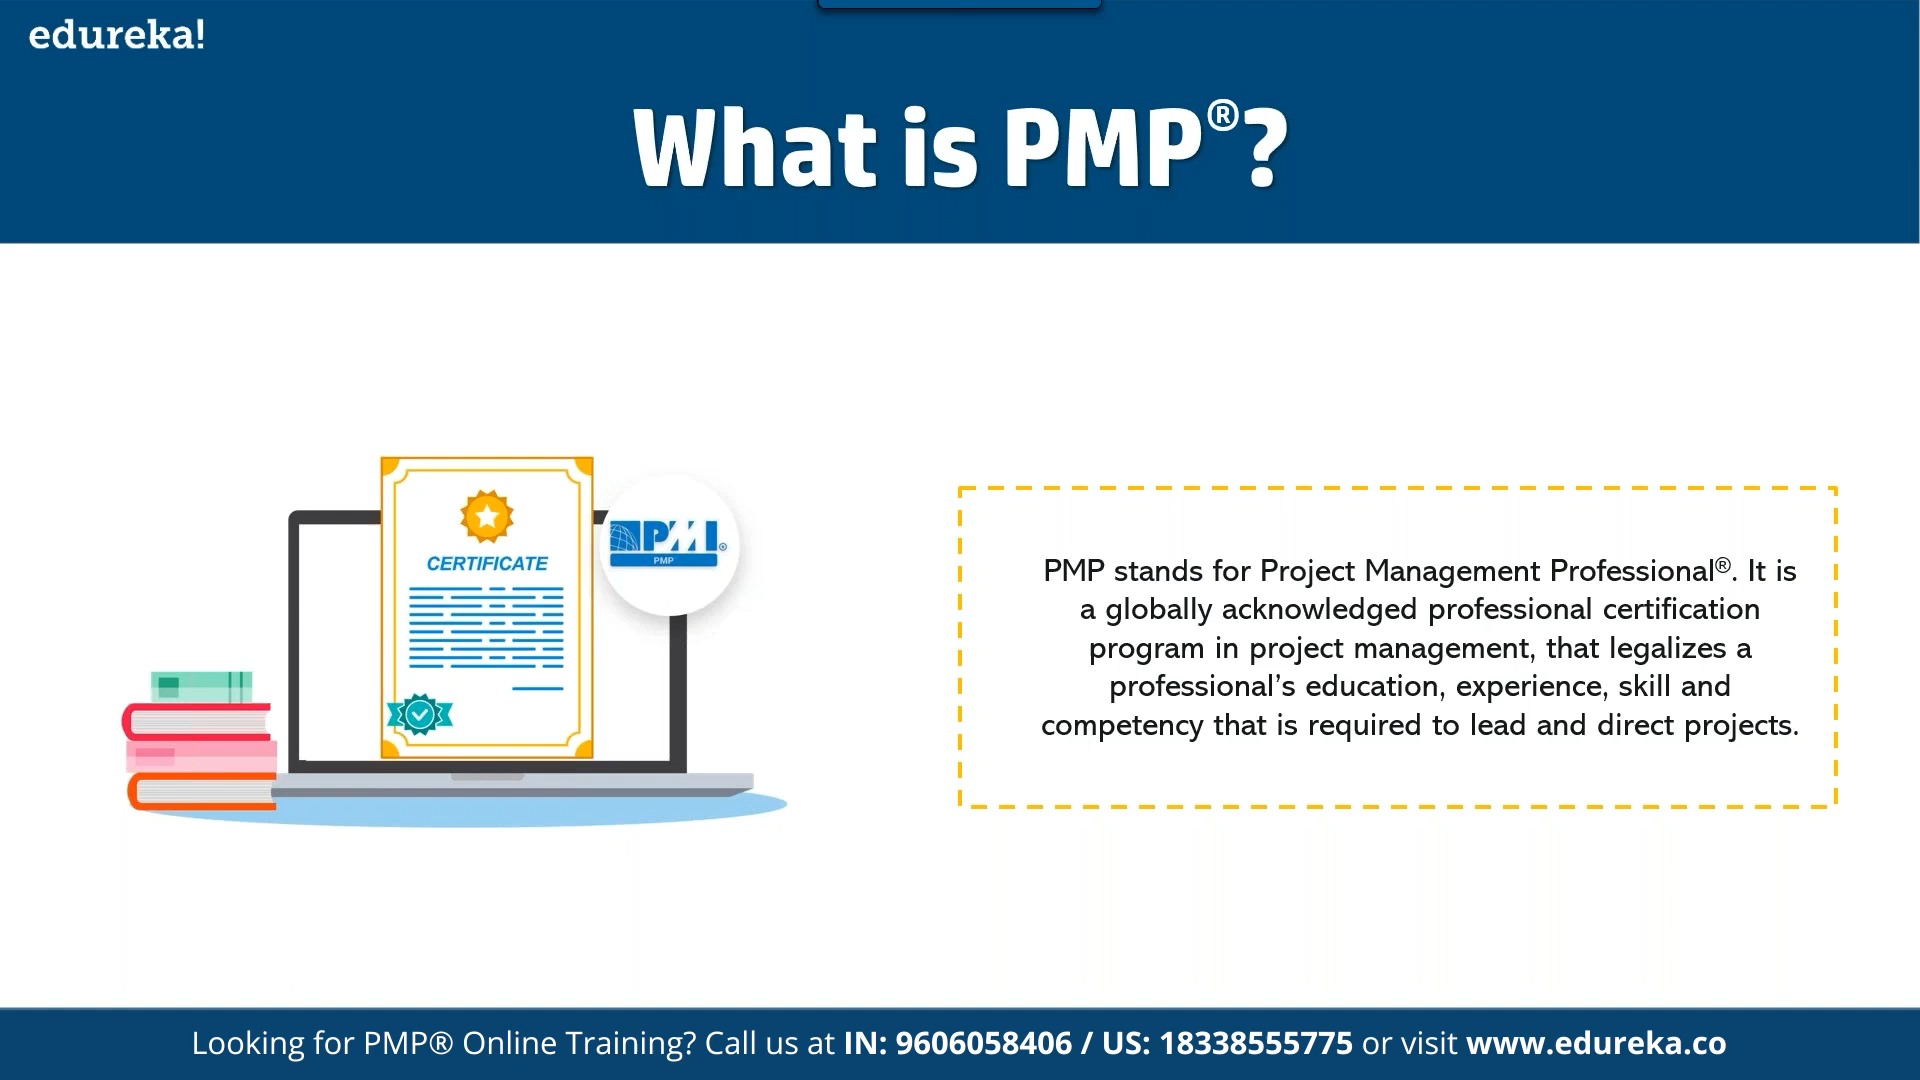 edureka!
What is PMP®?
CERTIFICATE
PMI®
PMP
PMP stands for Project Management Professional®. It is
a globally acknowledged professional certification
program in project management, that legalizes a
professional’s education, experience, skill and
competency that is required to lead and direct projects.
Looking for PMP® Online Training? Call us at IN: 9606058406 / US: 18338555775 or visit www.edureka.co